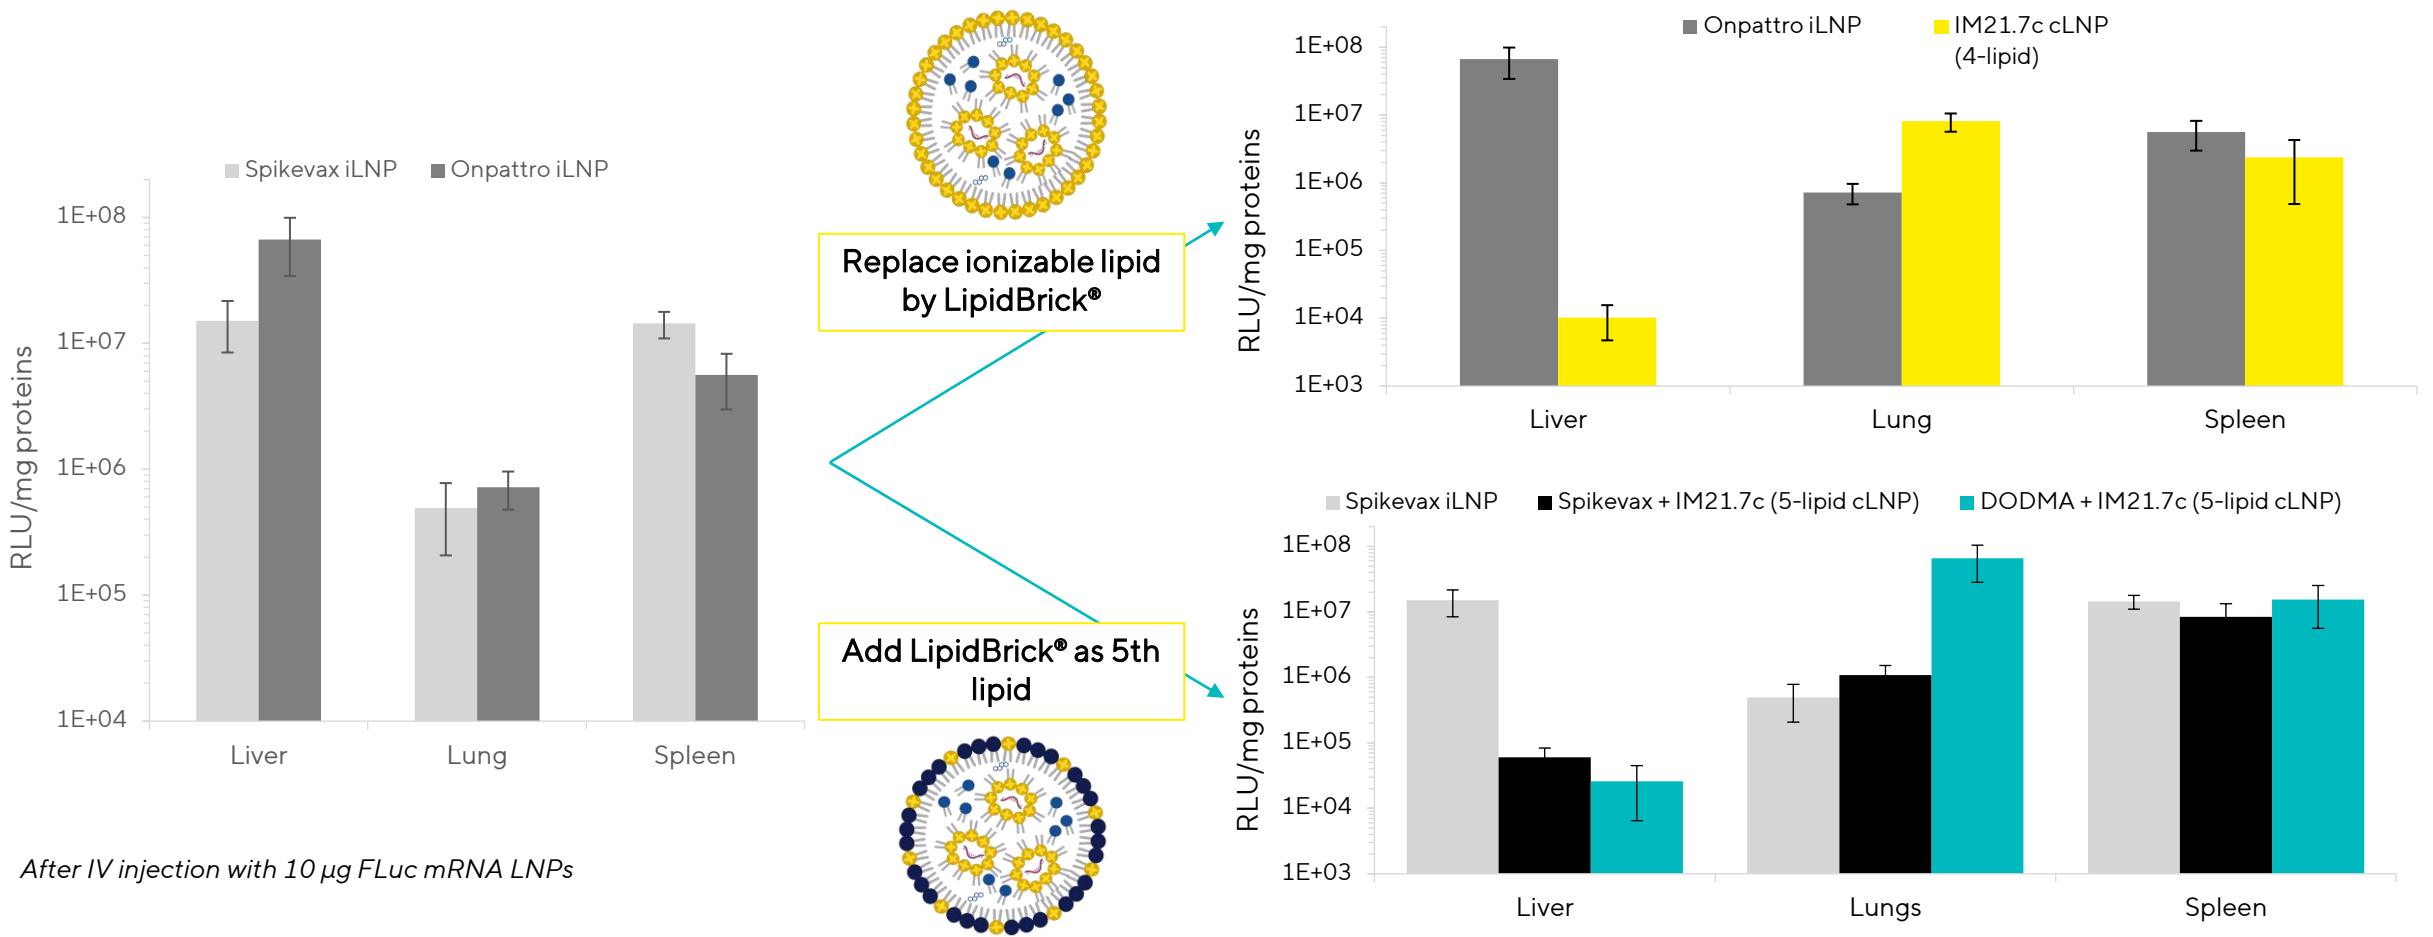 Spikevax iLNP
Onpattro iLNP
1E+08
1E+07
1E+06
1E+05
1E+04
RLU/mg proteins
Liver
Lung
Spleen
After IV injection with 10 µg FLuc mRNA LNPs
Replace ionizable lipid
by LipidBrick®
Add LipidBrick® as 5th
lipid
Onpattro iLNP
IM21.7c cLNP
(4-lipid)
1E+08
1E+07
1E+06
1E+05
1E+04
1E+03
RLU/mg proteins
Liver
Lung
Spleen
Spikevax iLNP
Spikevax + IM21.7c (5-lipid cLNP)
DODMA + IM21.7c (5-lipid cLNP)
1E+08
1E+07
1E+06
1E+05
1E+04
1E+03
RLU/mg proteins
Liver
Lungs
Spleen